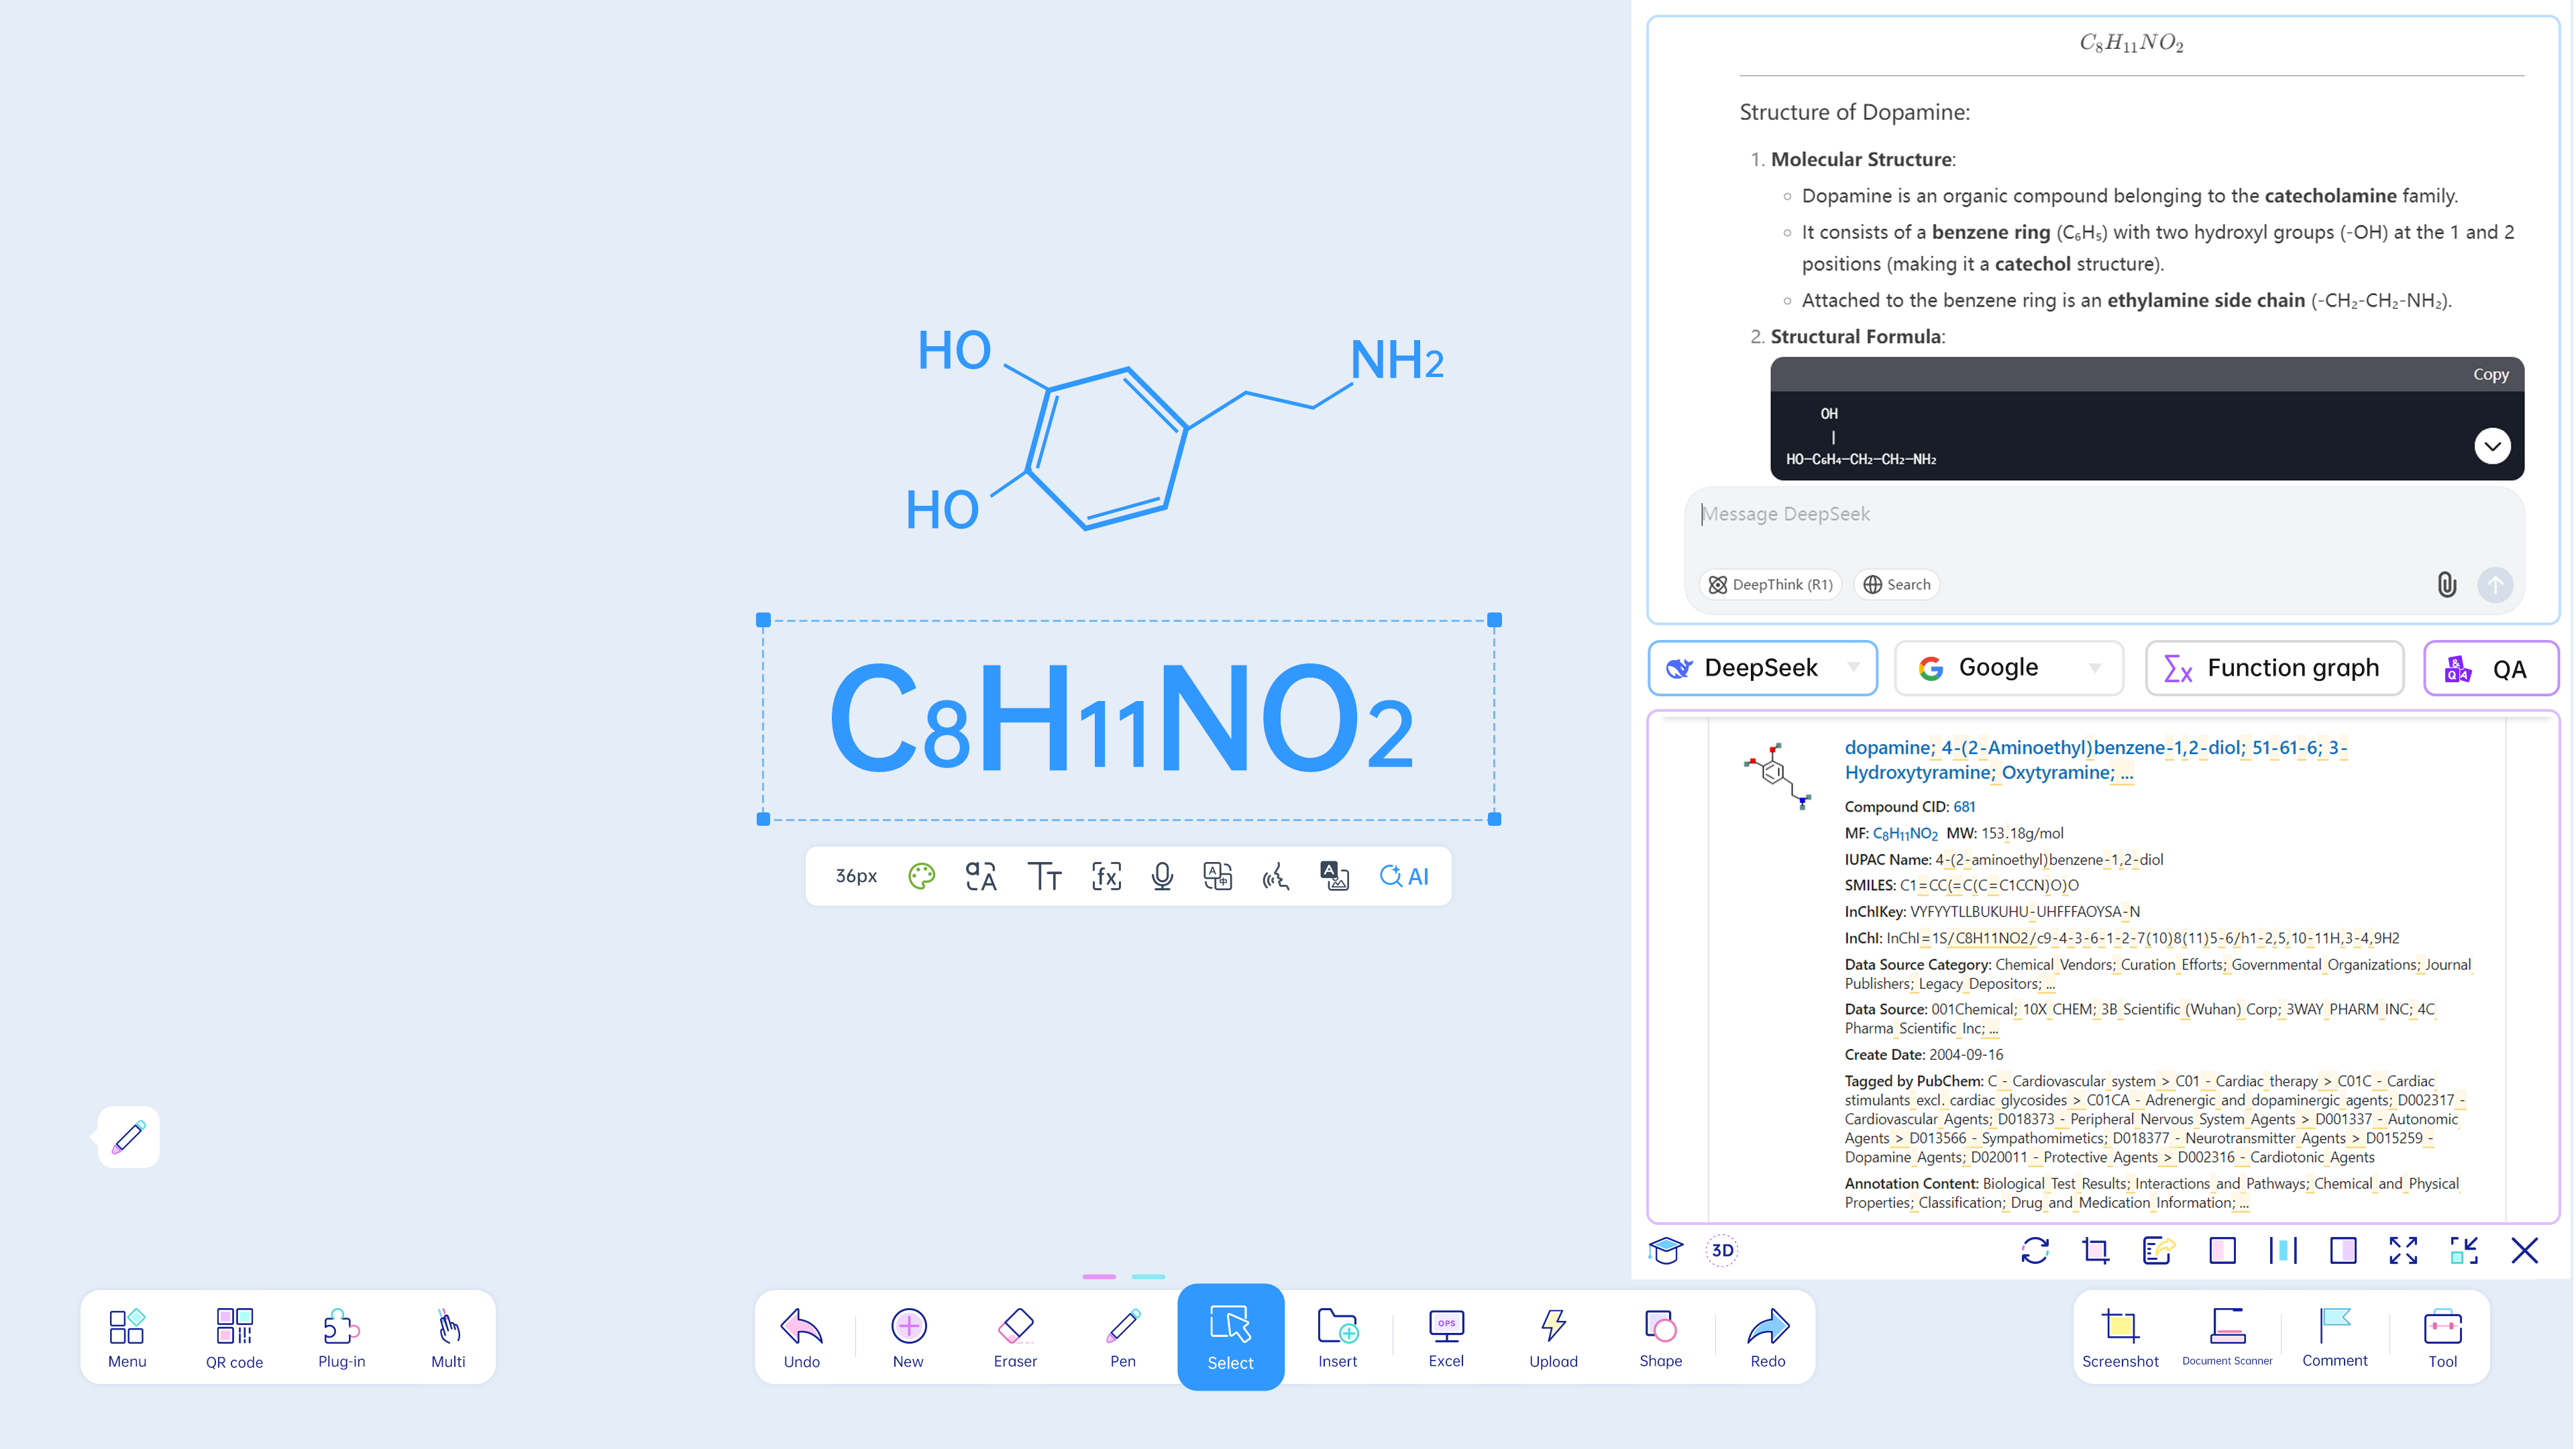 HO
NH2
HO
C8H11NO2
36px
AI
C₈H₁₁NO₂
Structure of Dopamine:
1. Molecular Structure:
Dopamine is an organic compound belonging to the catecholamine family.
It consists of a benzene ring (C₆H₅) with two hydroxyl groups (-OH) at the 1 and 2
positions (making it a catechol structure).
Attached to the benzene ring is an ethylamine side chain (-CH₂-CH₂-NH₂).
2. Structural Formula:
Copy
OH
|
HO—C₆H₄—CH₂—CH₂—NH₂
Message DeepSeek
DeepThink (R1)
Search
DeepSeek
Google
Function graph
QA
dopamine; 4-(2-Aminoethyl)benzene-1,2-diol; 51-61-6; 3-
Hydroxytyramine; Oxytyramine; ...
Compound CID: 681
MF: C₈H₁₁NO₂ MW: 153.18g/mol
IUPAC Name: 4-(2-aminoethyl)benzene-1,2-diol
SMILES: C1=CC(=C(C=C1CCN)O)O
InChIKey: VYFYYTLLBUKUHU-UHFFFAOYSA-N
InChI: InChI=1S/C8H11NO2/c9-4-3-6-1-2-7(10)8(11)5-6/h1-2,5,10-11H,3-4,9H2
Data Source Category: Chemical Vendors; Curation Efforts; Governmental Organizations; Journal
Publishers; Legacy Depositors; ...
Data Source: 001Chemical; 10X CHEM; 3B Scientific (Wuhan) Corp; 3WAY PHARM INC; 4C
Pharma Scientific Inc; ...
Create Date: 2004-09-16
Tagged by PubChem: C - Cardiovascular system > C01 - Cardiac therapy > C01C - Cardiac
stimulants excl. cardiac glycosides > C01CA - Adrenergic and dopaminergic agents; D002317 -
Cardiovascular Agents; D018373 - Peripheral Nervous System Agents > D001337 - Autonomic
Agents > D013566 - Sympathomimetics; D018377 - Neurotransmitter Agents > D015259 -
Dopamine Agents; D020011 - Protective Agents > D002316 - Cardiotonic Agents
Annotation Content: Biological Test Results; Interactions and Pathways; Chemical and Physical
Properties; Classification; Drug and Medication Information; ...
3D
Menu
QR code
Plug-in
Multi
Undo
New
Eraser
Pen
Select
Insert
OPS
Excel
Upload
Shape
Redo
Screenshot
Document Scanner
Comment
Tool